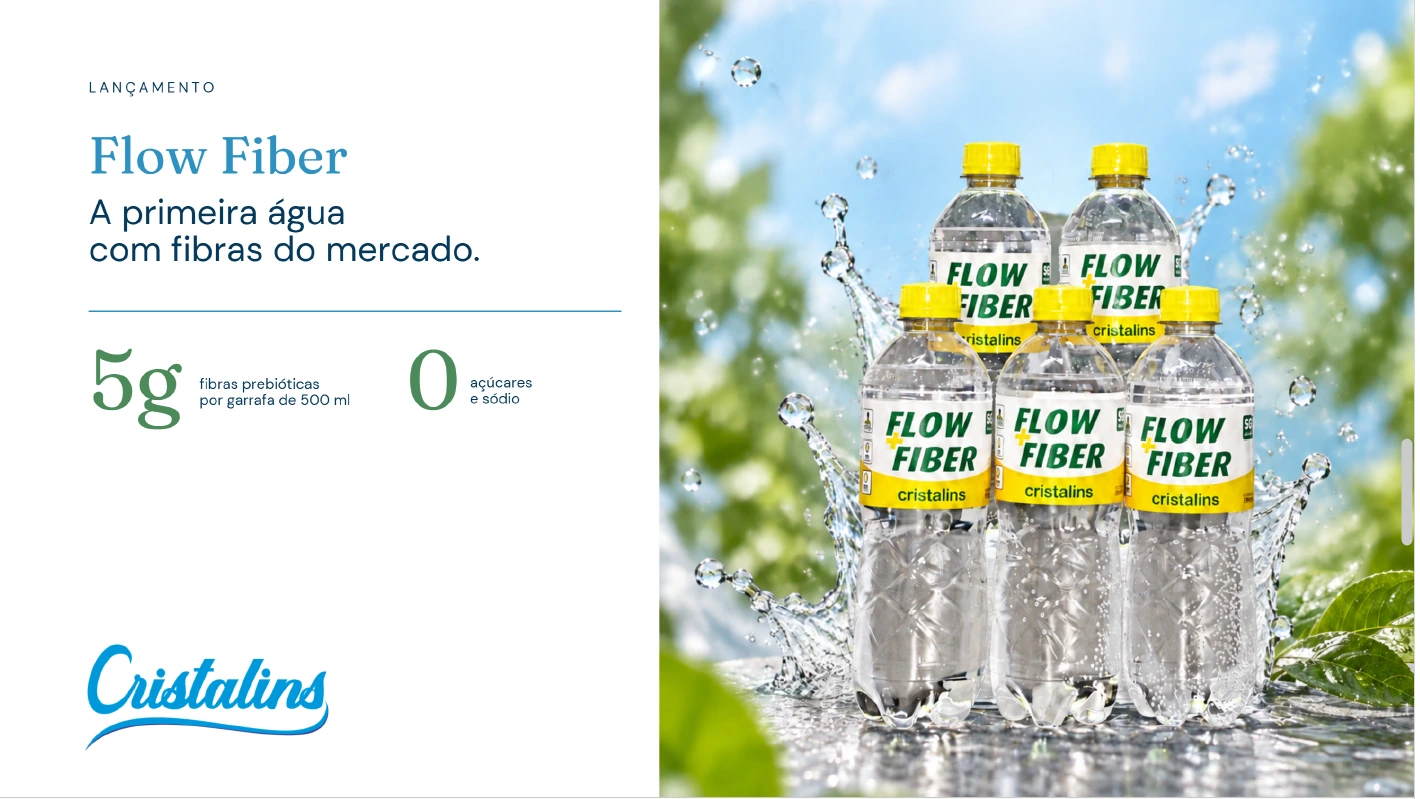 LANÇAMENTO
Flow Fiber
A primeira água
com fibras do mercado.
5g
fibras prebióticas
por garrafa de 500 ml
0
açúcares
e sódio
Cristalins
FLOW
FIBER
ristalins
FLOW
+
FIBER
cristalins
FLOW
+
FIBER
cristalins
FLOW
+
FIBER
cristalins
FLOW
+
FIBER
cristalins